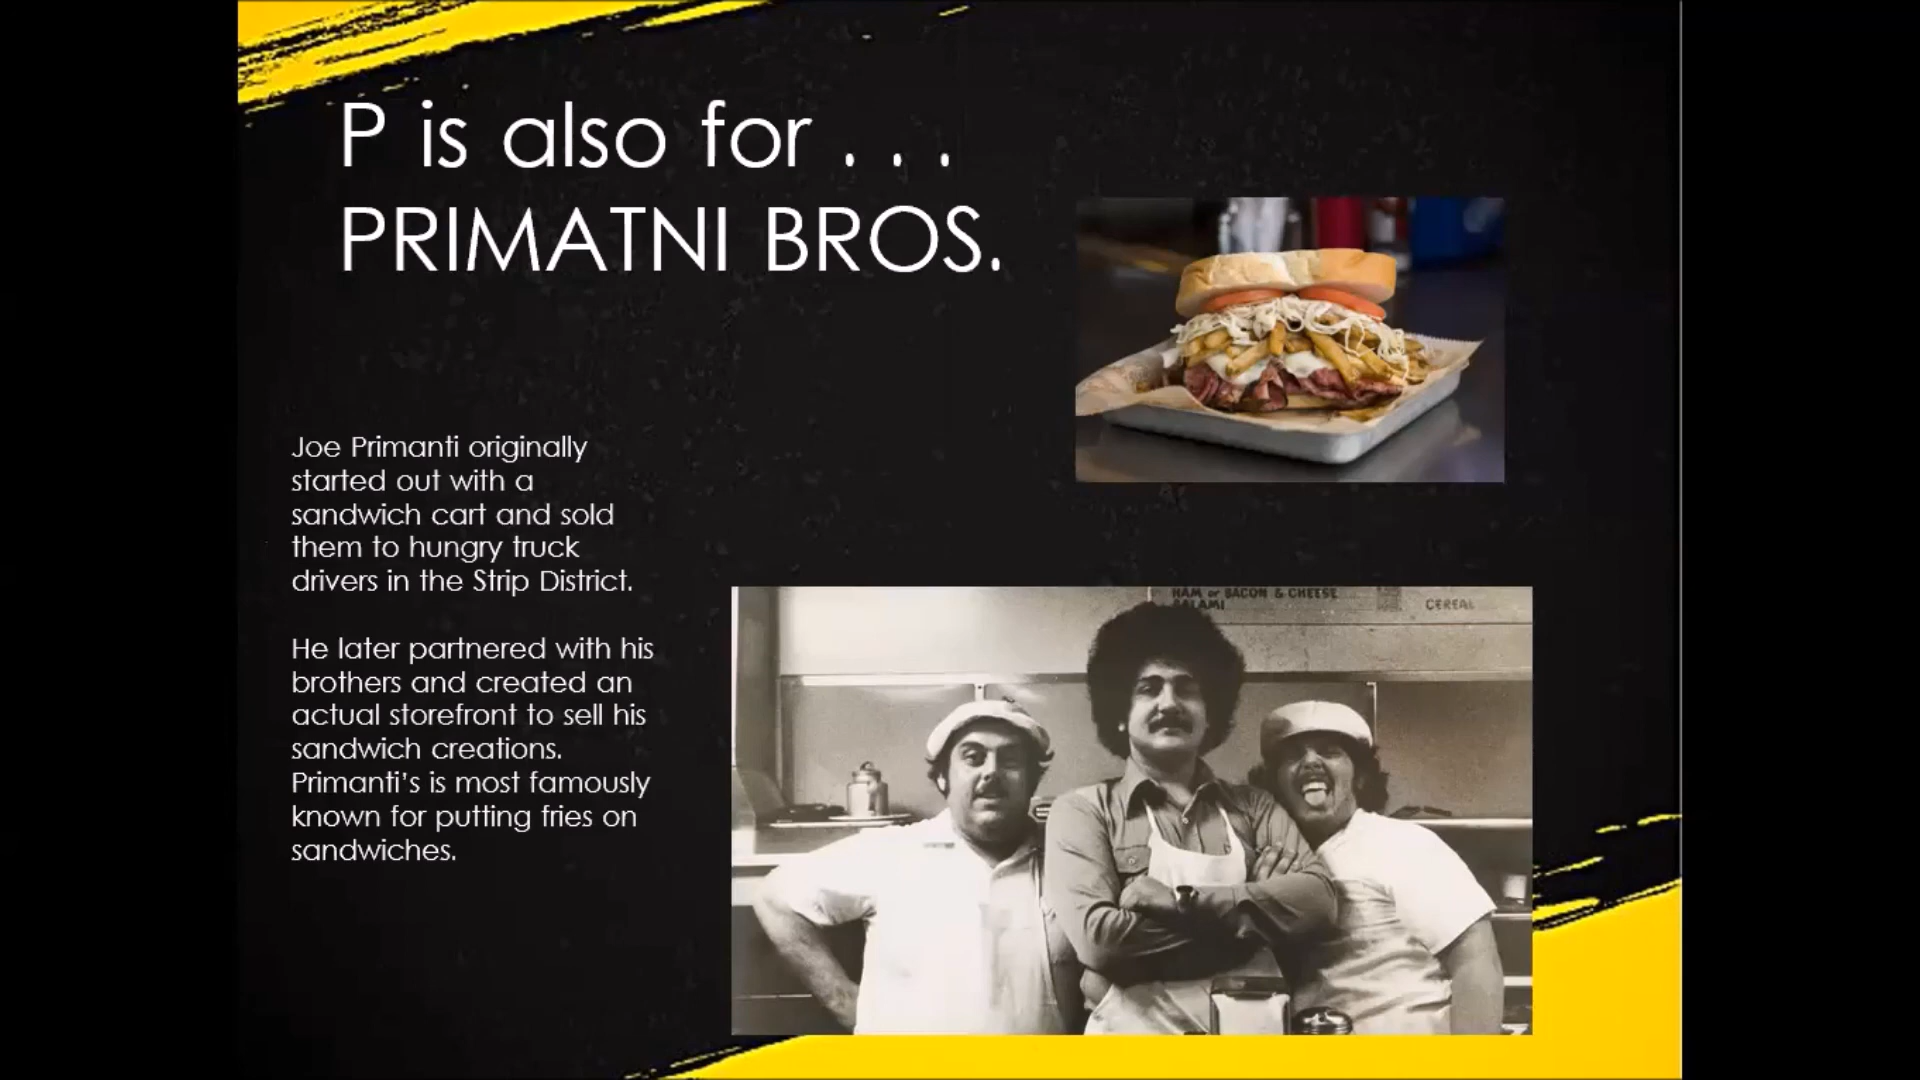 P is also for . . .
PRIMATNI BROS.
Joe Primanti originally
started out with a
sandwich cart and sold
them to hungry truck
drivers in the Strip District.
He later partnered with his
brothers and created an
actual storefront to sell his
sandwich creations.
Primanti's is most famously
known for putting fries on
sandwiches.
HAM or BACON & CHEESE
SALAMI
CEREAL